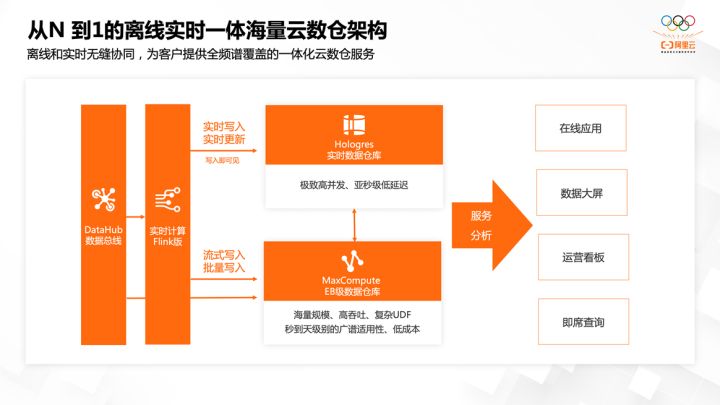 从N 到1的离线实时一体海量云数仓架构
离线和实时无缝协同，为客户提供全频谱覆盖的一体化云数仓服务
阿里云
DataHub
数据总线
实时计算
Flink版
实时写入
实时更新
写入即可见
流式写入
批量写入
Hologres
实时数据仓库
极致高并发、亚秒级低延迟
MaxCompute
EB级数据仓库
海量规模、高吞吐、复杂UDF
秒到天级别的广谱适用性、低成本
服务
分析
在线应用
数据大屏
运营看板
即席查询